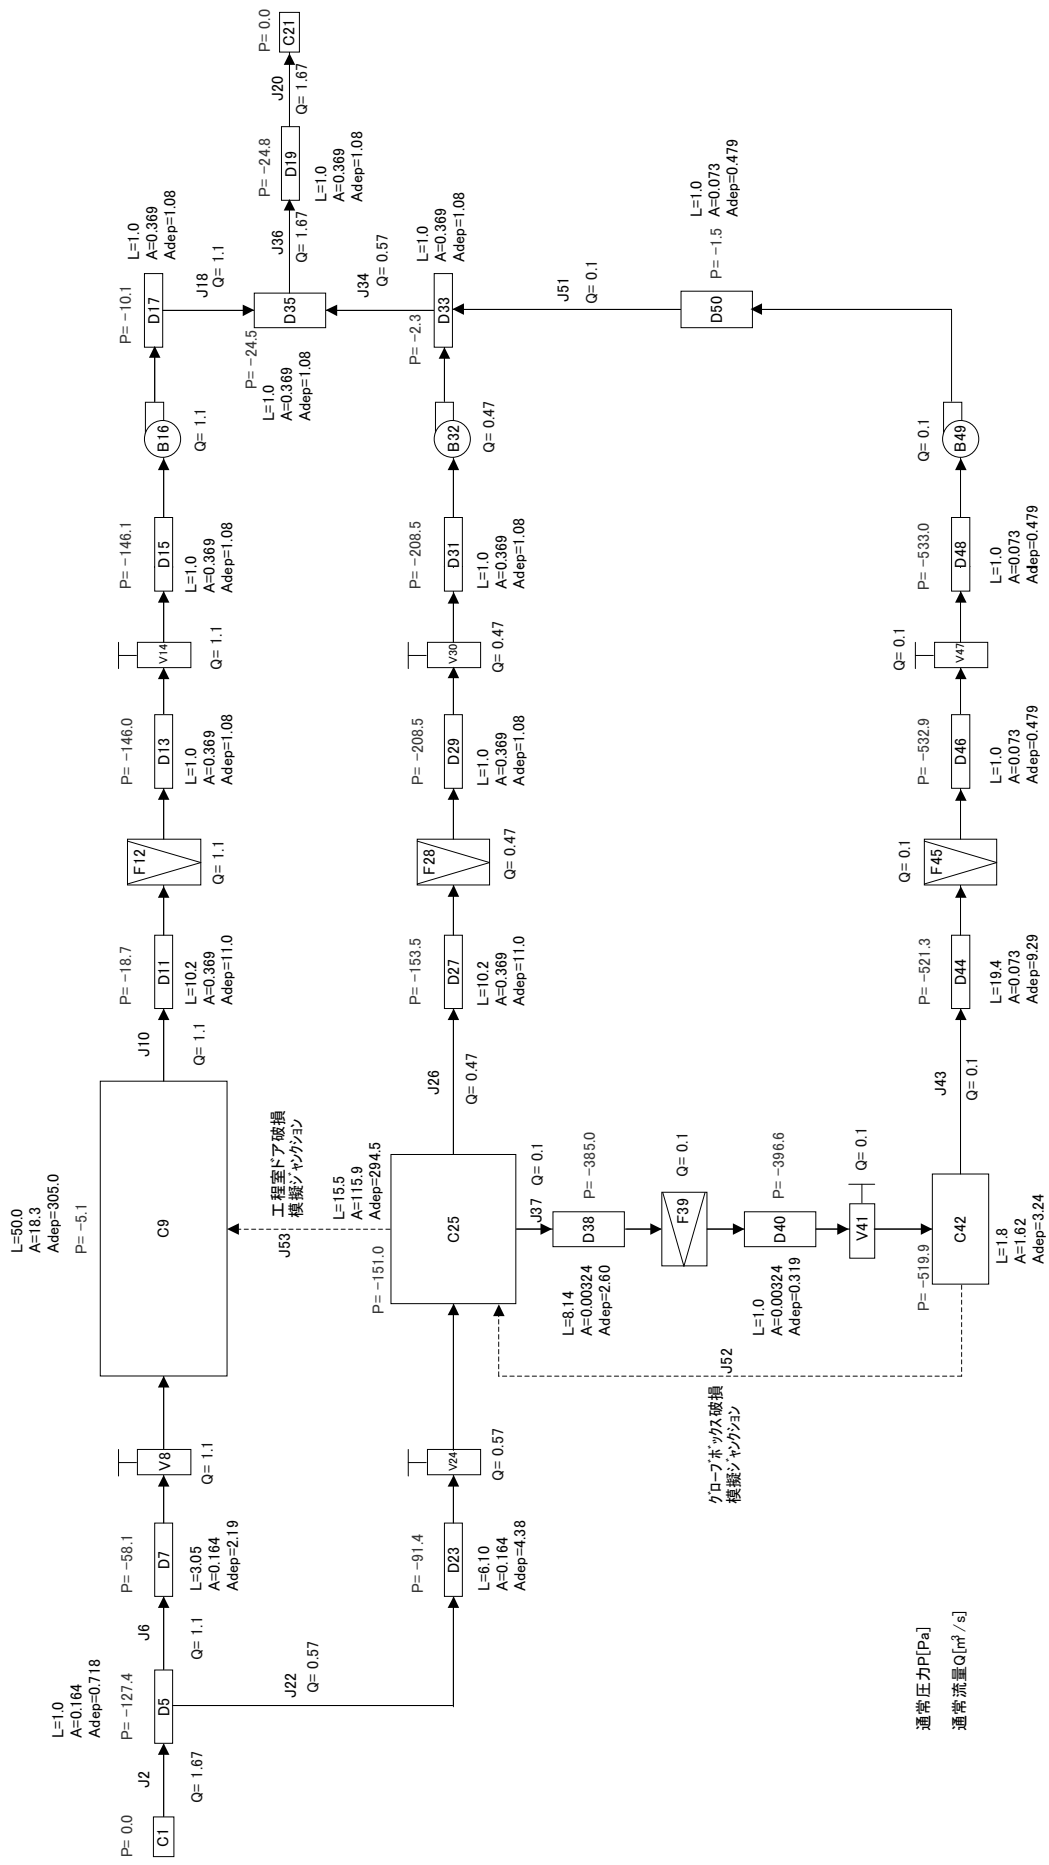 P= 0.0
C1
J2
Q= 1.67
L=1.0
A=0.164
Adep=0.718
P= −127.4
D5
J6
Q= 1.1
P= −58.1
D7
L=3.05
A=0.164
Adep=2.19
V8
Q= 1.1
L=50.0
A=18.3
Adep=305.0
P= −5.1
C9
J10
Q= 1.1
P= −18.7
D11
L=10.2
A=0.369
Adep=11.0
F12
Q= 1.1
P= −146.0
D13
L=1.0
A=0.369
Adep=1.08
V14
Q= 1.1
P= −146.1
D15
L=1.0
A=0.369
Adep=1.08
B16
Q= 1.1
P= −10.1
D17
L=1.0
A=0.369
Adep=1.08
J18
Q= 1.1
P= −24.5
D35
L=1.0
A=0.369
Adep=1.08
J36
Q= 1.67
P= −24.8
D19
L=1.0
A=0.369
Adep=1.08
J20
Q= 1.67
P= 0.0
C21
J22
Q= 0.57
P= −91.4
D23
L=6.10
A=0.164
Adep=4.38
V24
Q= 0.57
J53
工程室ドア破損
模擬ジャンクション
L=15.5
A=115.9
Adep=294.5
P= −151.0
C25
J26
Q= 0.47
P= −153.5
D27
L=10.2
A=0.369
Adep=11.0
F28
Q= 0.47
P= −208.5
D29
L=1.0
A=0.369
Adep=1.08
V30
Q= 0.47
P= −208.5
D31
L=1.0
A=0.369
Adep=1.08
B32
Q= 0.47
P= −2.3
D33
L=1.0
A=0.369
Adep=1.08
J34
Q= 0.57
J37
Q= 0.1
P= −385.0
D38
L=8.14
A=0.00324
Adep=2.60
F39
Q= 0.1
P= −396.6
D40
L=1.0
A=0.00324
Adep=0.319
V41
Q= 0.1
J52
グローブボックス破損
模擬ジャンクション
P= −519.9
C42
L=1.8
A=1.62
Adep=3.24
J43
Q= 0.1
P= −521.3
D44
L=19.4
A=0.073
Adep=9.29
Q= 0.1
F45
P= −532.9
D46
L=1.0
A=0.073
Adep=0.479
Q= 0.1
V47
P= −533.0
D48
L=1.0
A=0.073
Adep=0.479
Q= 0.1
B49
D50
P= −1.5
L=1.0
A=0.073
Adep=0.479
J51
Q= 0.1
通常圧力P[Pa]
通常流量Q[m³/s]